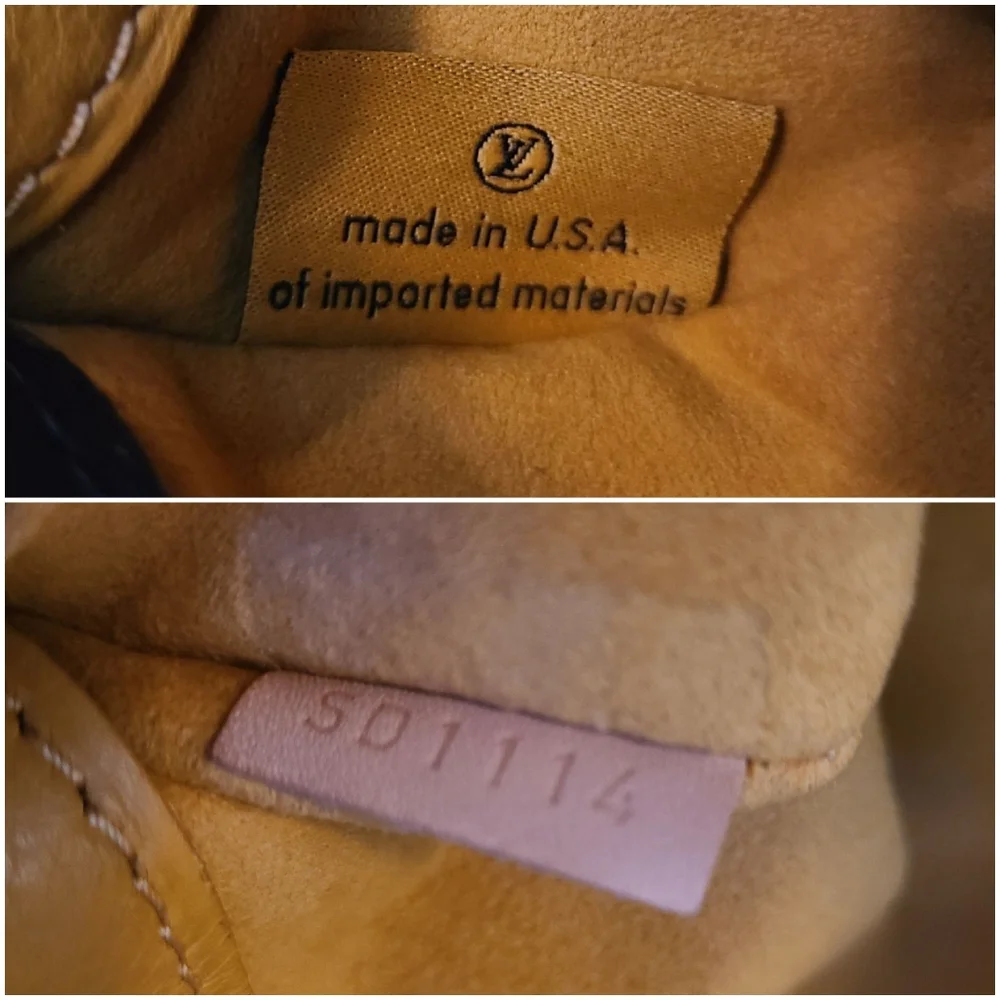 LV
made in U.S.A.
of imported materials
SD1114